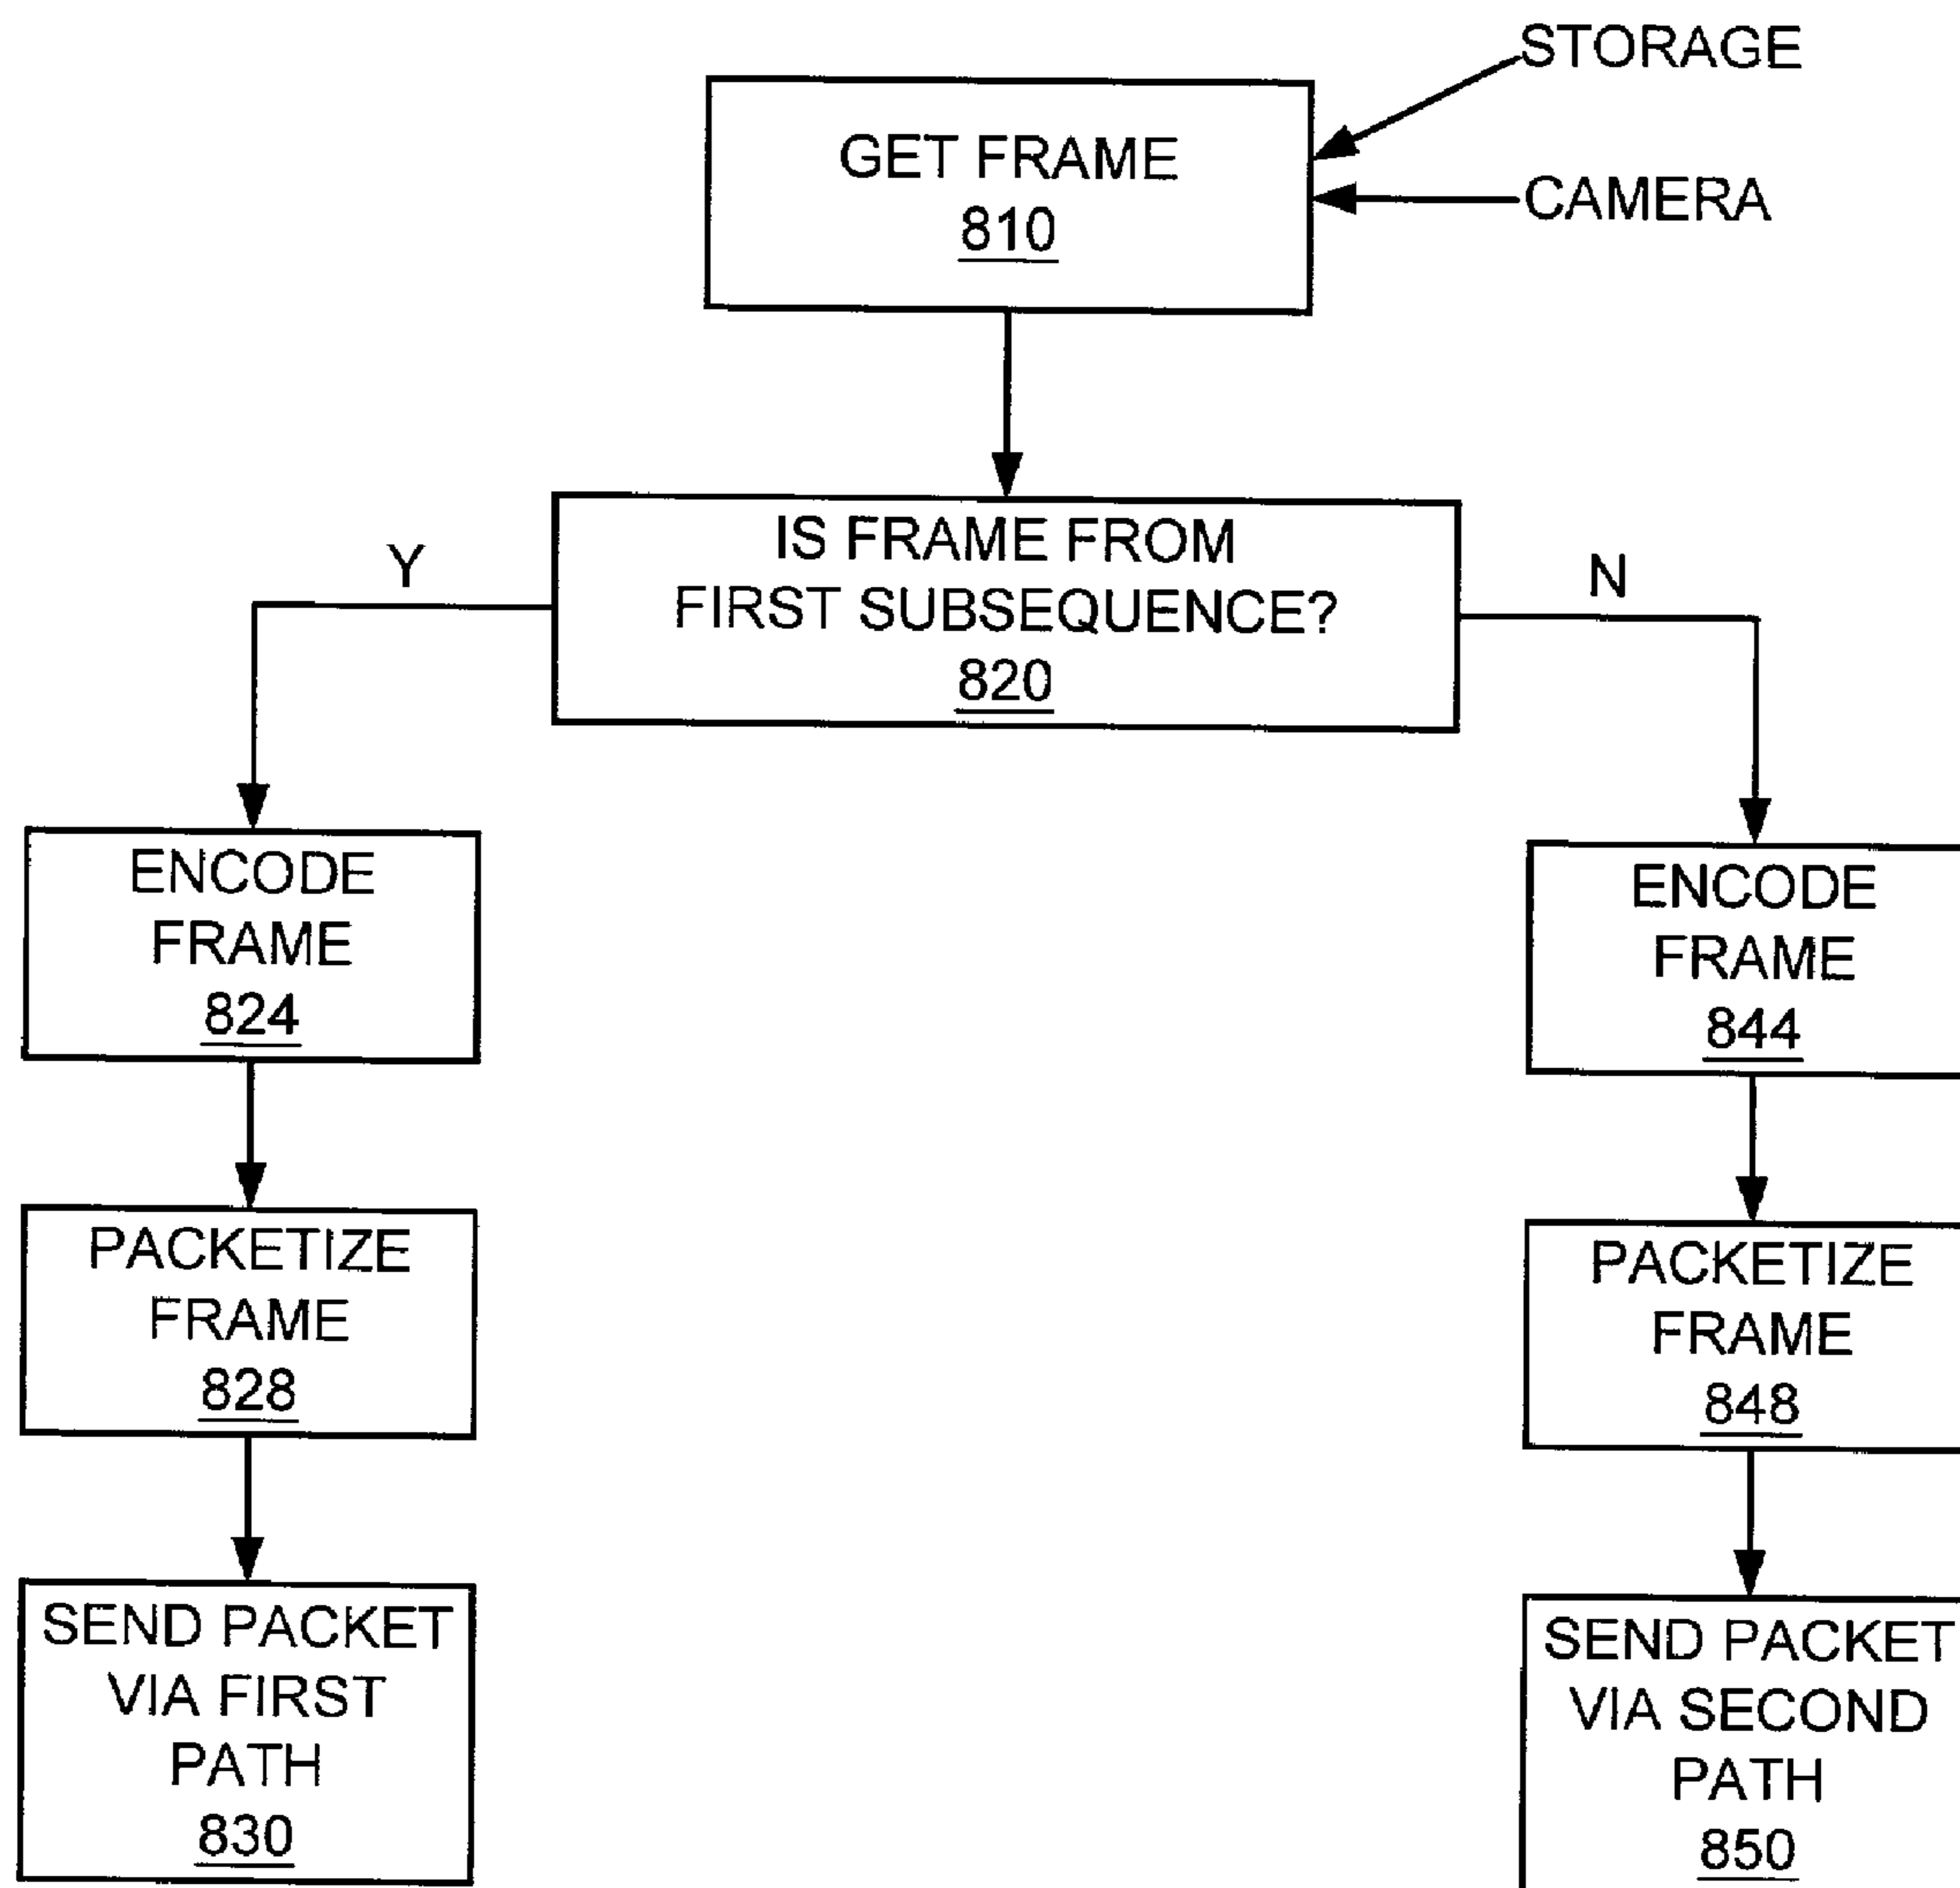 STORAGE
GET FRAME
CAMERA
810
IS FRAME FROM
Y
N
FIRST SUBSEQUENCE?
820
ENCODE
FRAME
824
PACKETIZE
FRAME
828
SEND PACKET
VIA FIRST
PATH
830
ENCODE
FRAME
844
PACKETIZE
FRAME
848
SEND PACKET
VIA SECOND
PATH
850